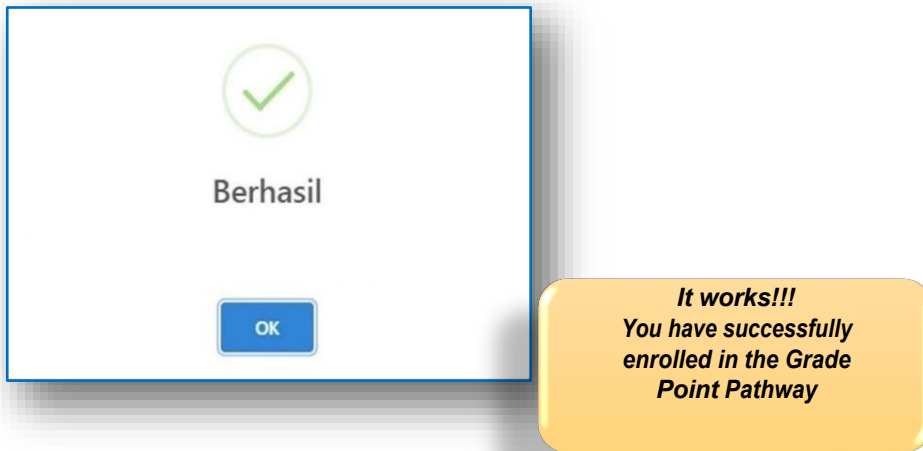 Berhasil
OK
It works!!!
You have successfully
enrolled in the Grade
Point Pathway